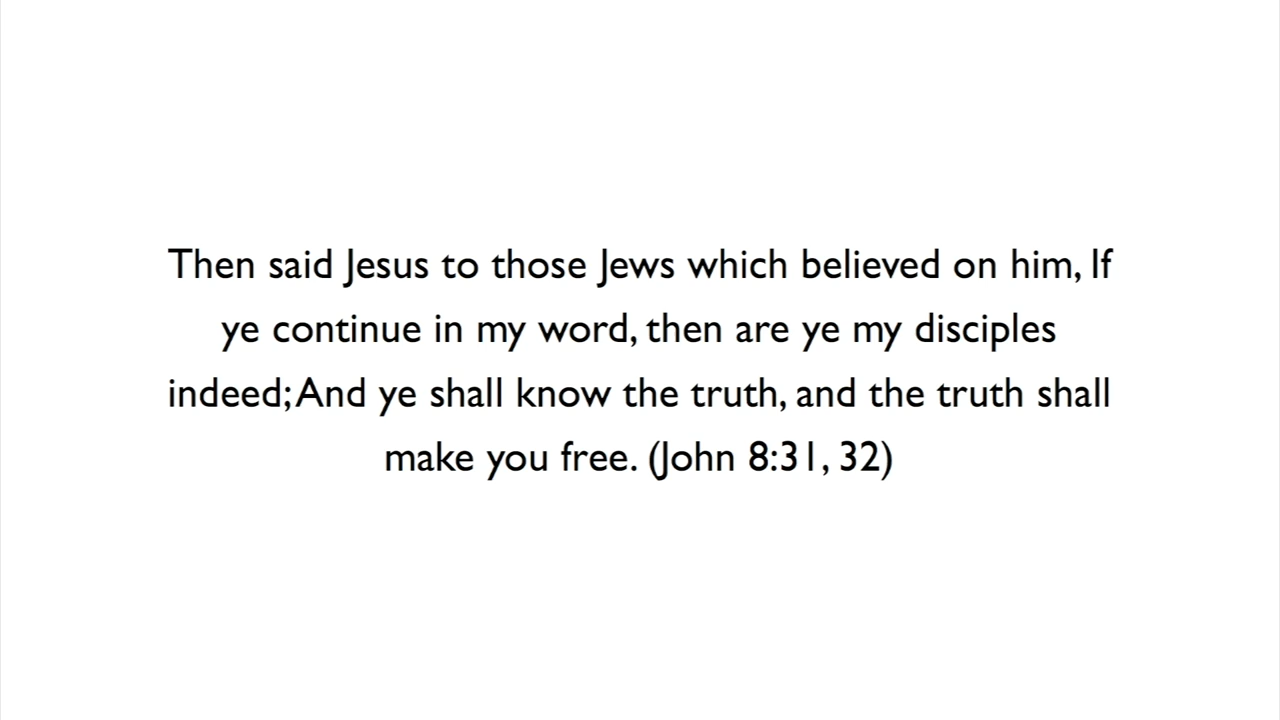 Then said Jesus to those Jews which believed on him, If
ye continue in my word, then are ye my disciples
indeed; And ye shall know the truth, and the truth shall
make you free. (John 8:31, 32)